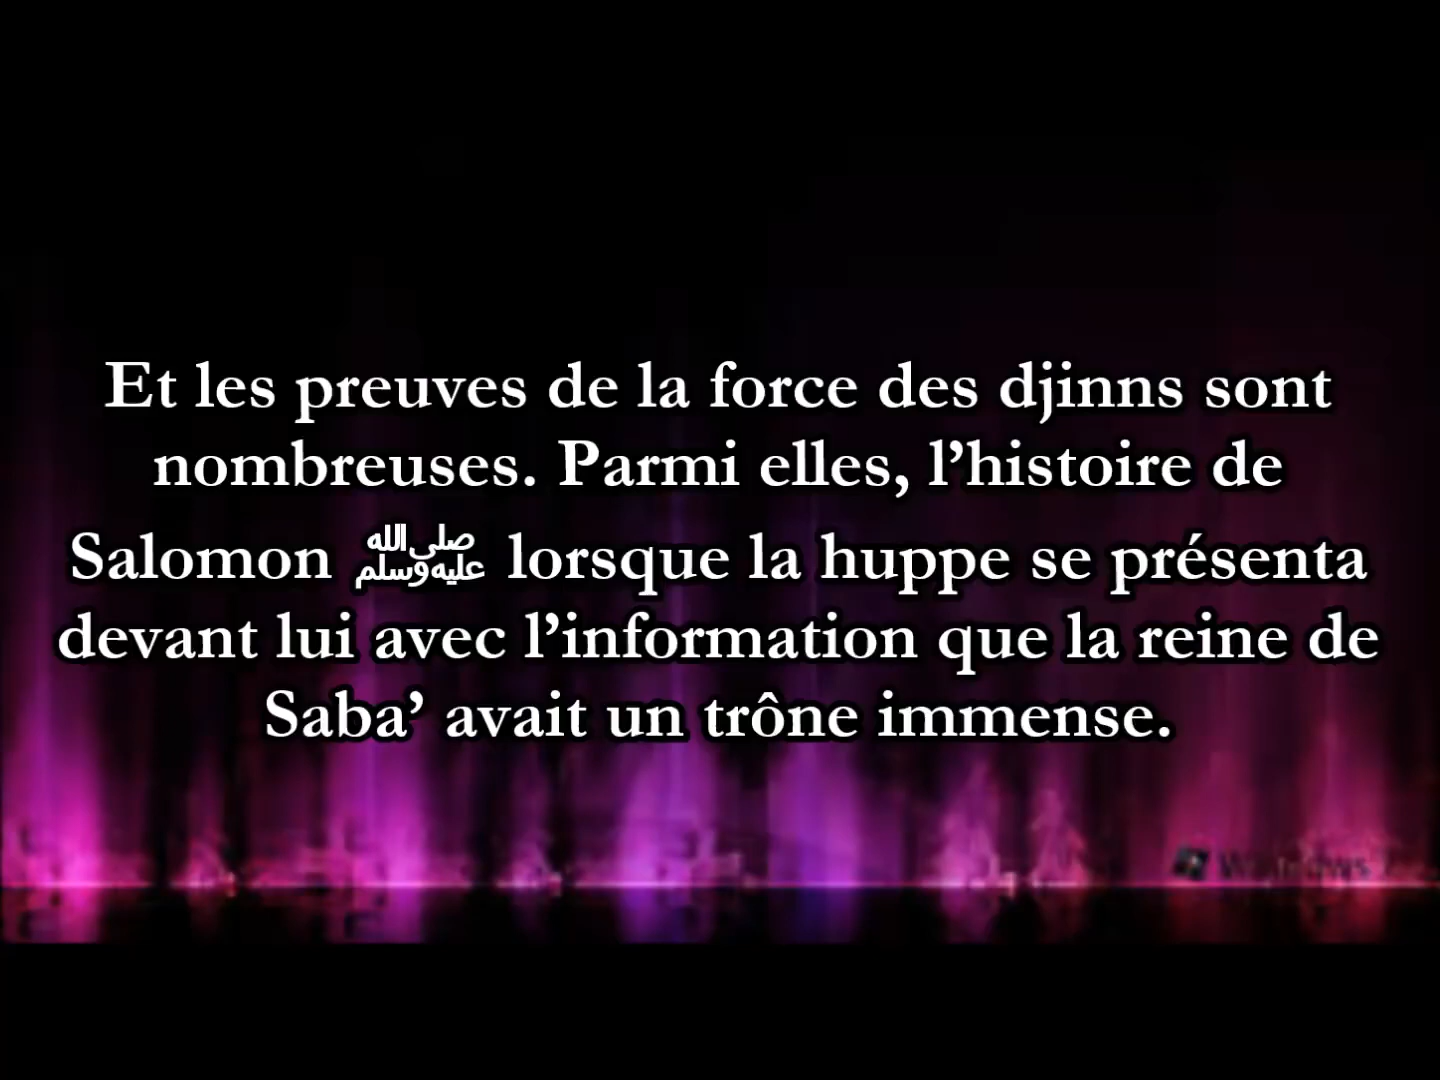 Et les preuves de la force des djinns sont
nombreuses. Parmi elles, l’histoire de
Salomon ﷺ lorsque la huppe se présenta
devant lui avec l’information que la reine de
Saba’ avait un trône immense.